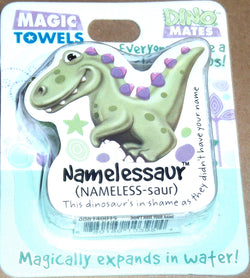 MAGIC
TOWELS
DINO
MATES
Everyone
Namelessaur™
(NAMELESS-saur)
This dinosaur's in shame as they didn't have your name
Magically expands in water!